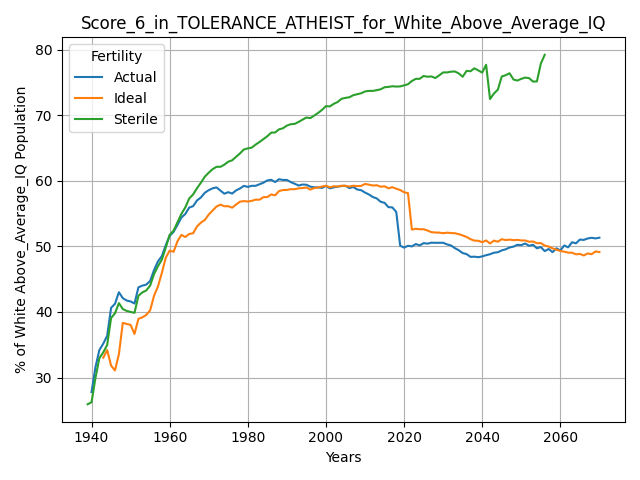 Score_6_in_TOLERANCE_ATHEIST_for_White_Above_Average_IQ
% of White Above_Average_IQ Population
80
70
60
50
40
30
Fertility
Actual
Ideal
Sterile
1940 1960 1980 2000 2020 2040 2060
Years